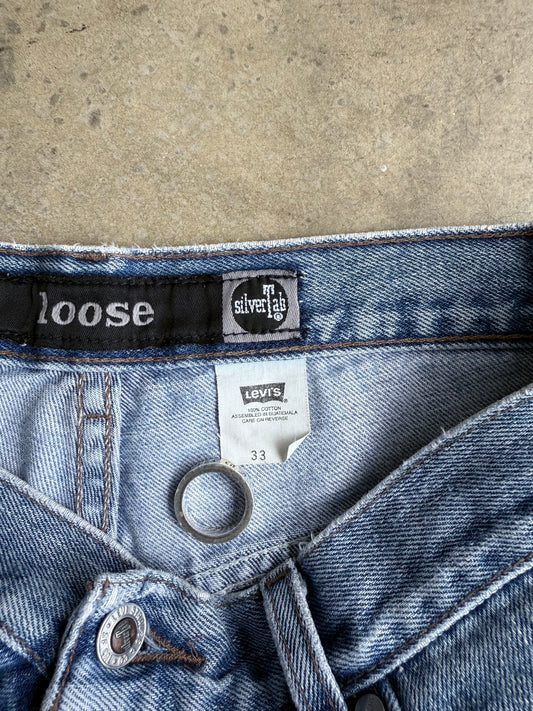 loose
silverTab®
Levi's
100% COTTON
ASSEMBLED IN GUATEMALA
CARE ON REVERSE
33